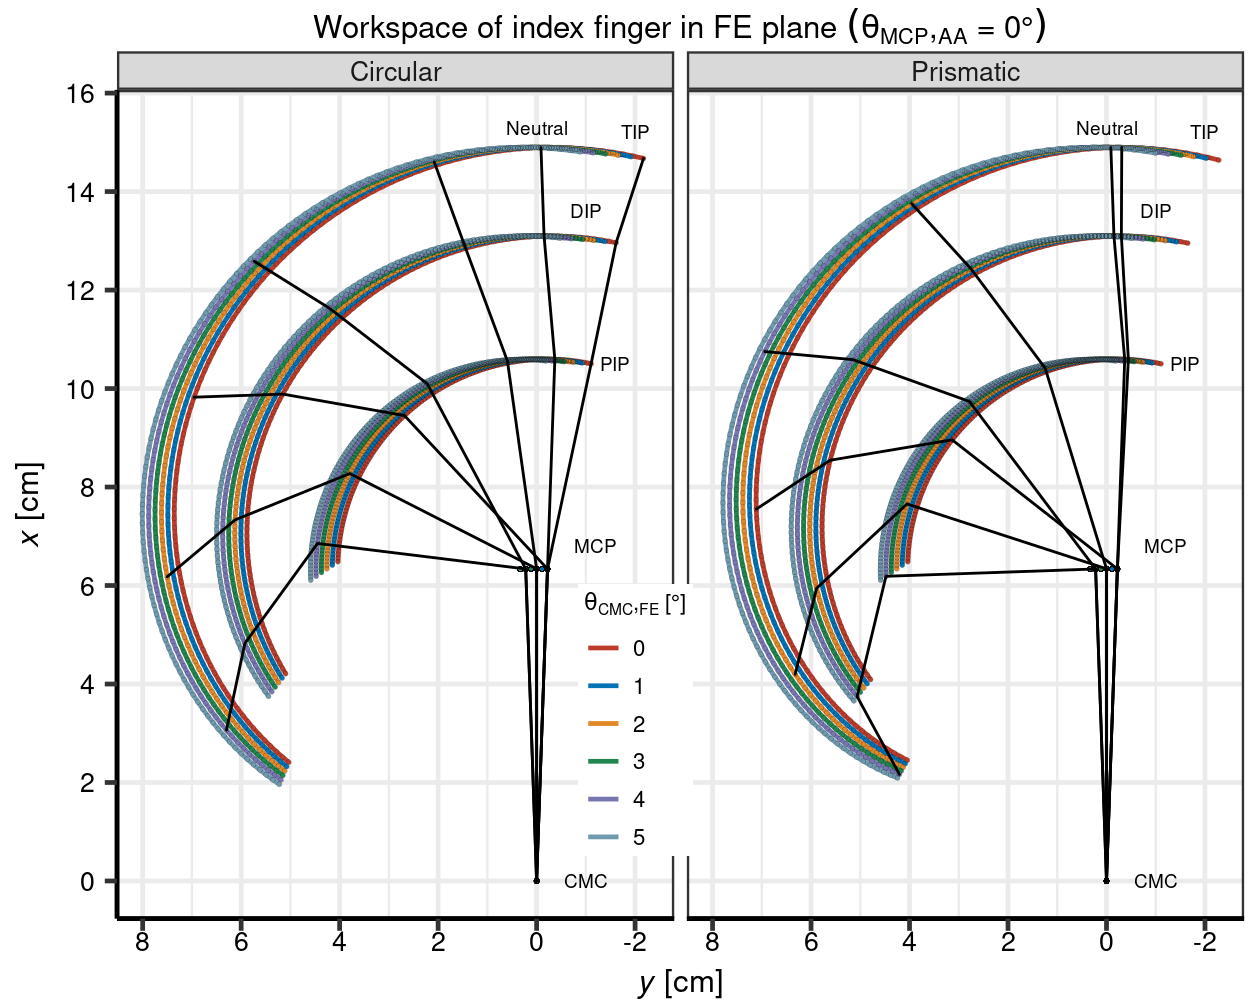 Workspace of index finger in FE plane (θMCP,AA = 0°)
Circular
Prismatic
16
14
12
10
8
6
4
2
0
x [cm]
Neutral
TIP
DIP
PIP
MCP
CMC
Neutral
TIP
DIP
PIP
MCP
CMC
θCMC,FE [°]
0
1
2
3
4
5
8 6 4 2 0 -2
8 6 4 2 0 -2
y [cm]